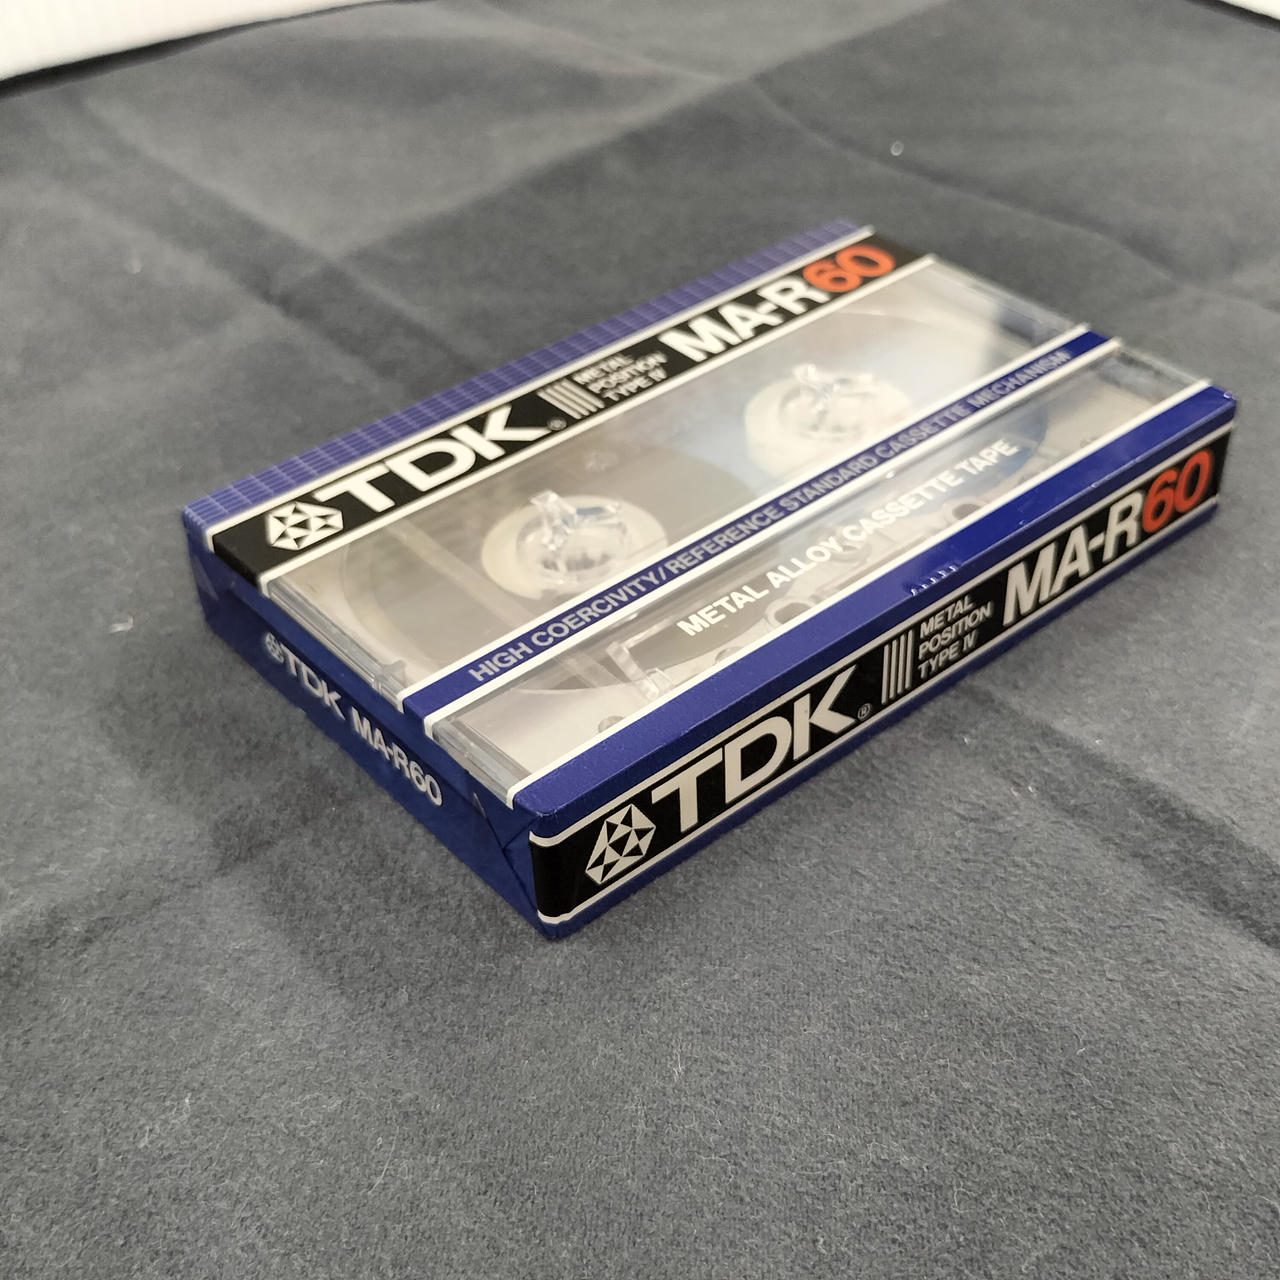 TDK® METAL POSITION TYPE IV MA-R60
HIGH COERCIVITY/REFERENCE STANDARD CASSETTE MECHANISM
METAL ALLOY CASSETTE TAPE
TDK® METAL POSITION TYPE IV MA-R60
TDK MA-R60